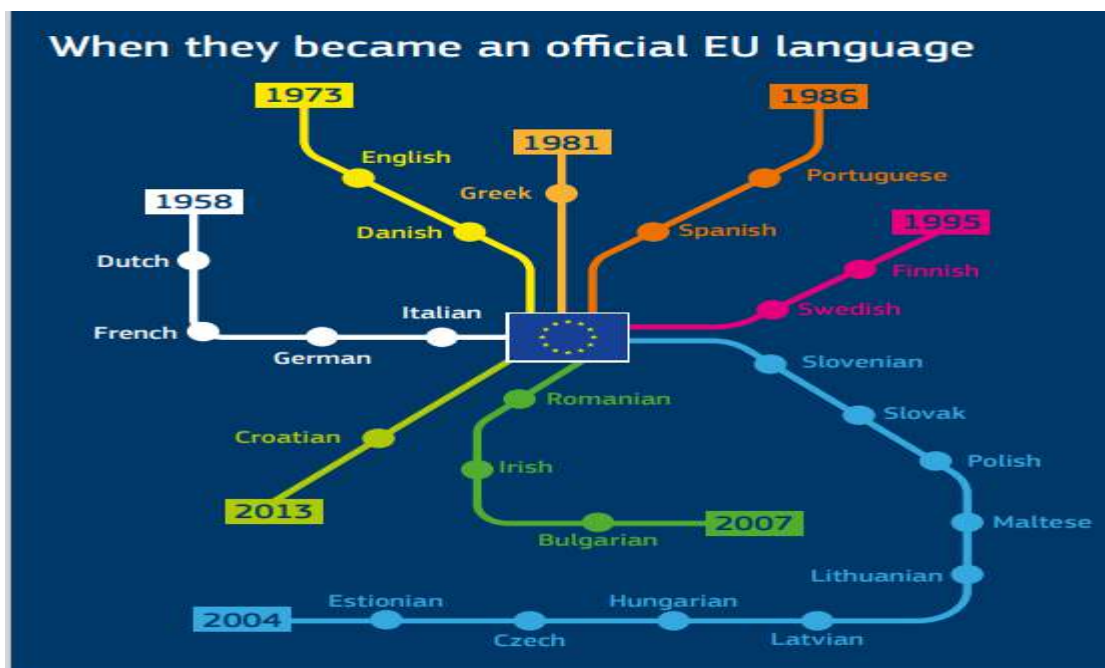 When they became an official EU language
1973
English
Danish
1981
Greek
1986
Portuguese
Spanish
1958
Dutch
French
German
Italian
1995
Finnish
Swedish
Slovenian
Slovak
Polish
Maltese
Lithuanian
Latvian
Hungarian
Czech
Estionian
2004
Romanian
Irish
Bulgarian
2007
Croatian
2013